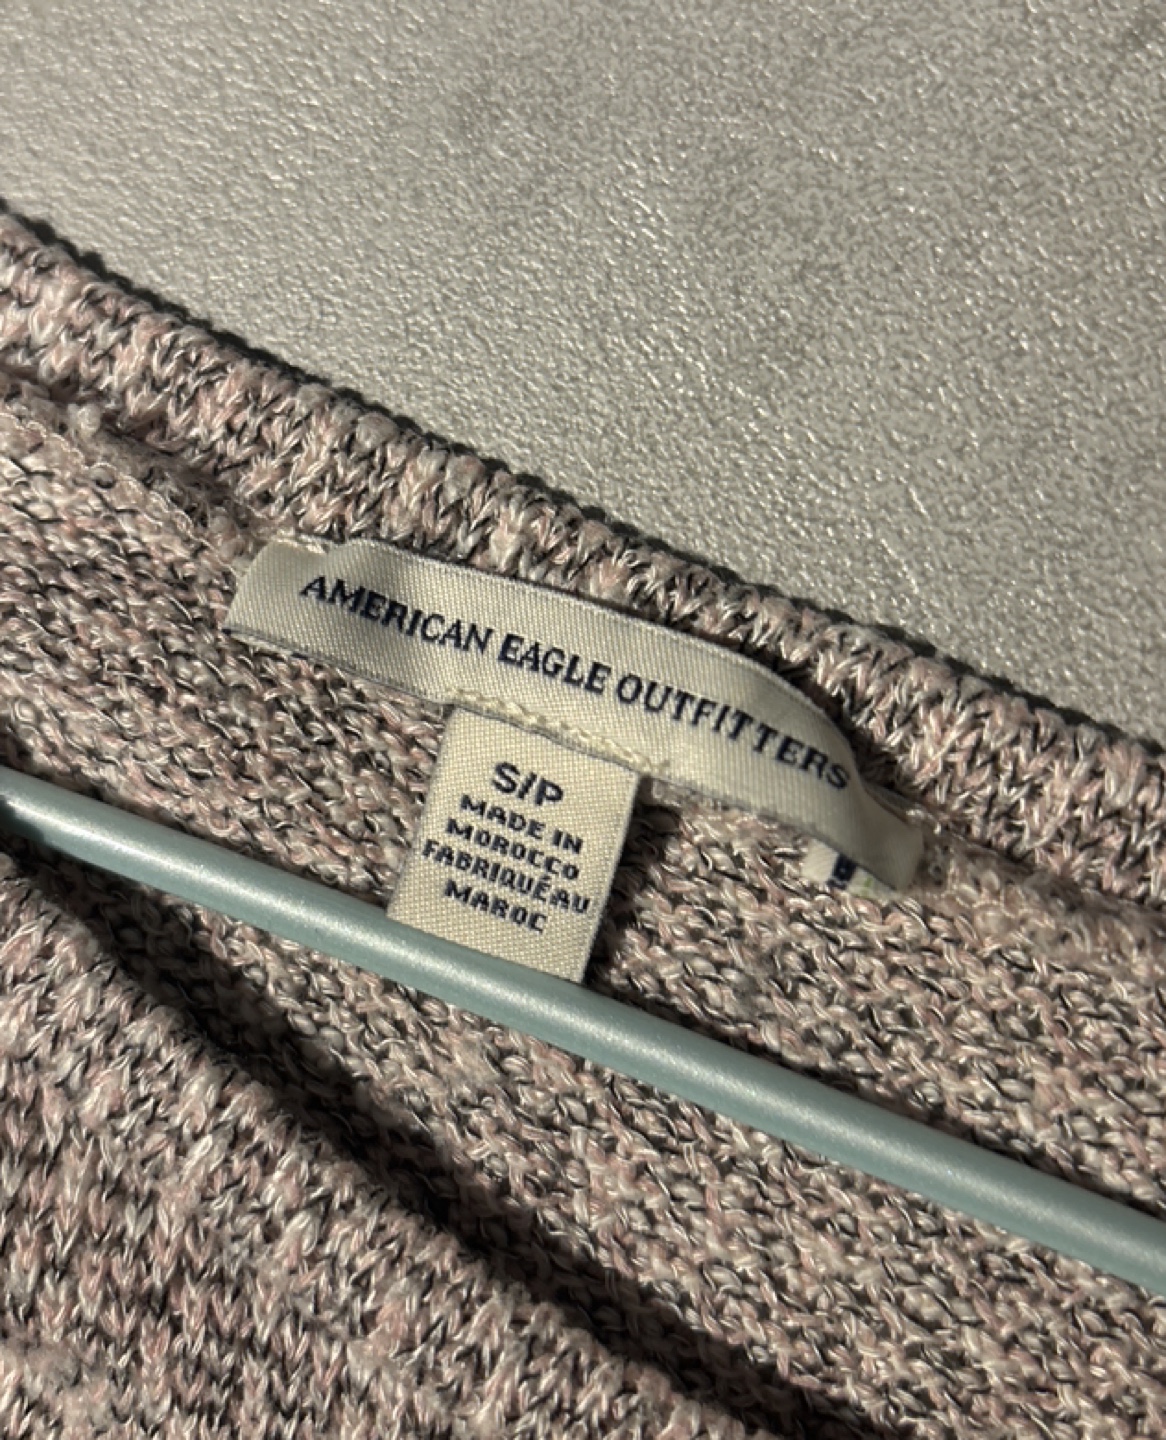 AMERICAN EAGLE OUTFITTERS
S/P
MADE IN
MOROCCO
FABRIQUÉ AU
MAROC